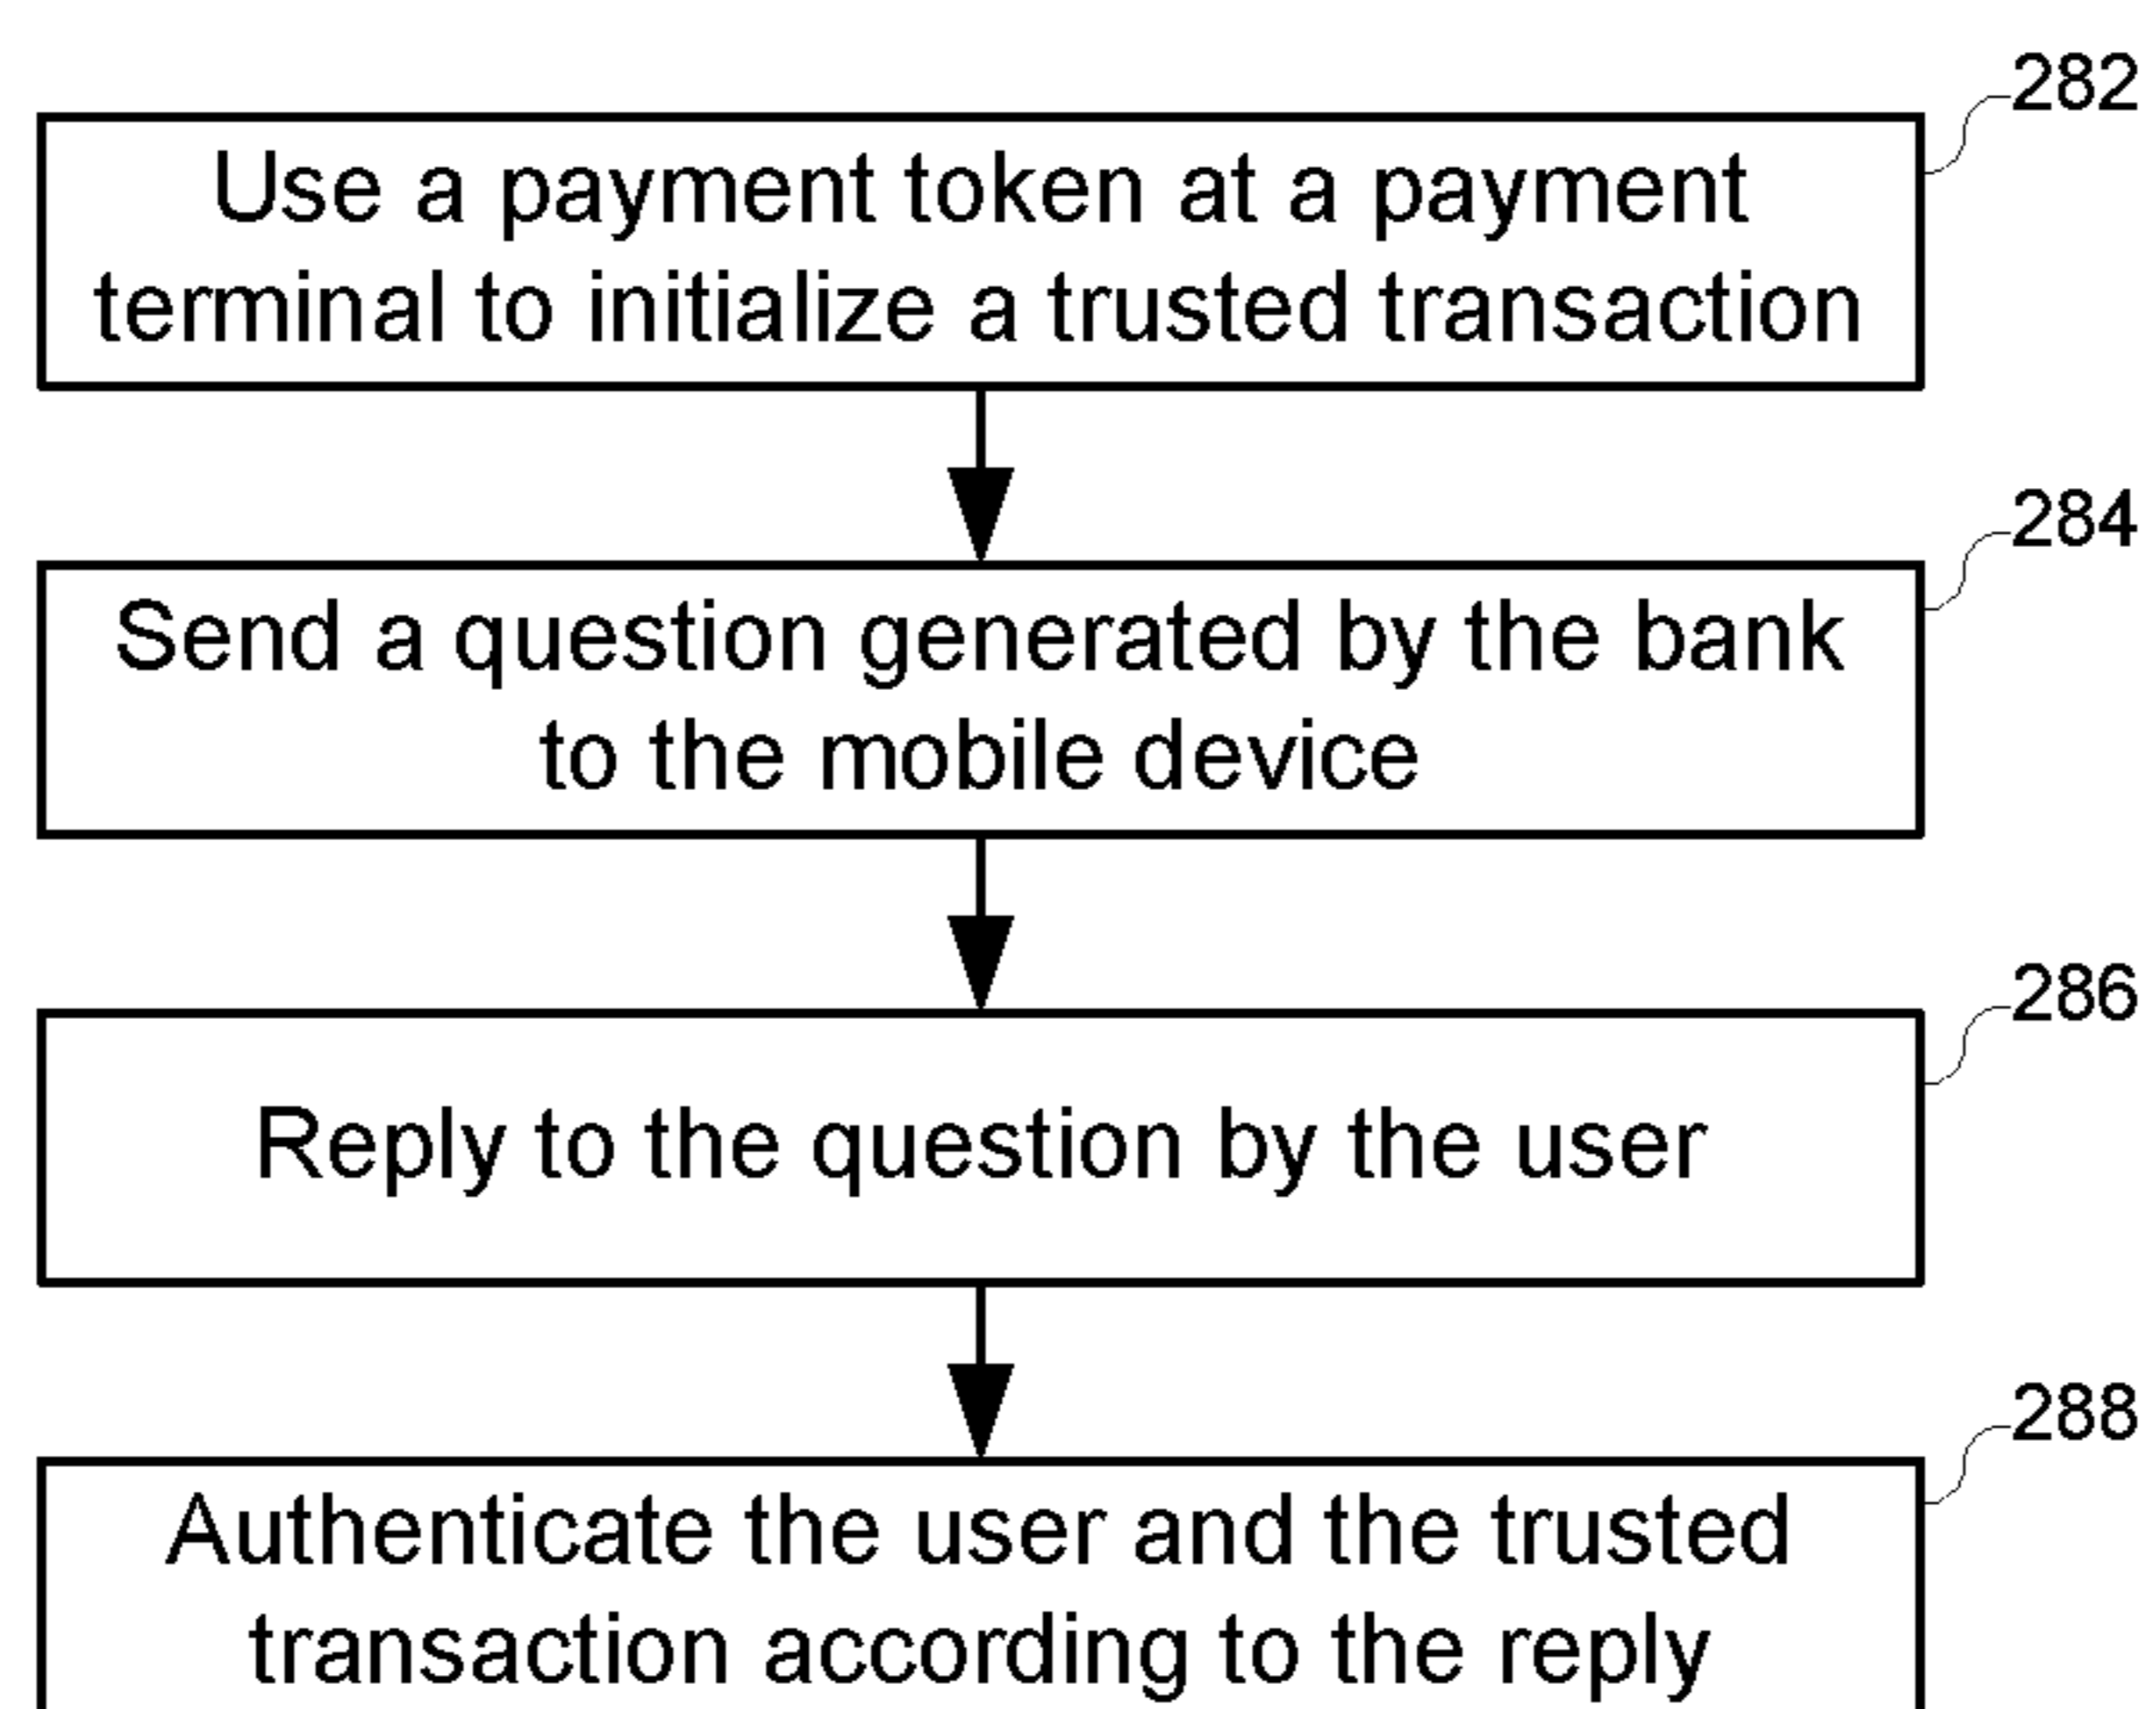 282
Use a payment token at a payment
terminal to initialize a trusted transaction
284
Send a question generated by the bank
to the mobile device
286
Reply to the question by the user
288
Authenticate the user and the trusted
transaction according to the reply